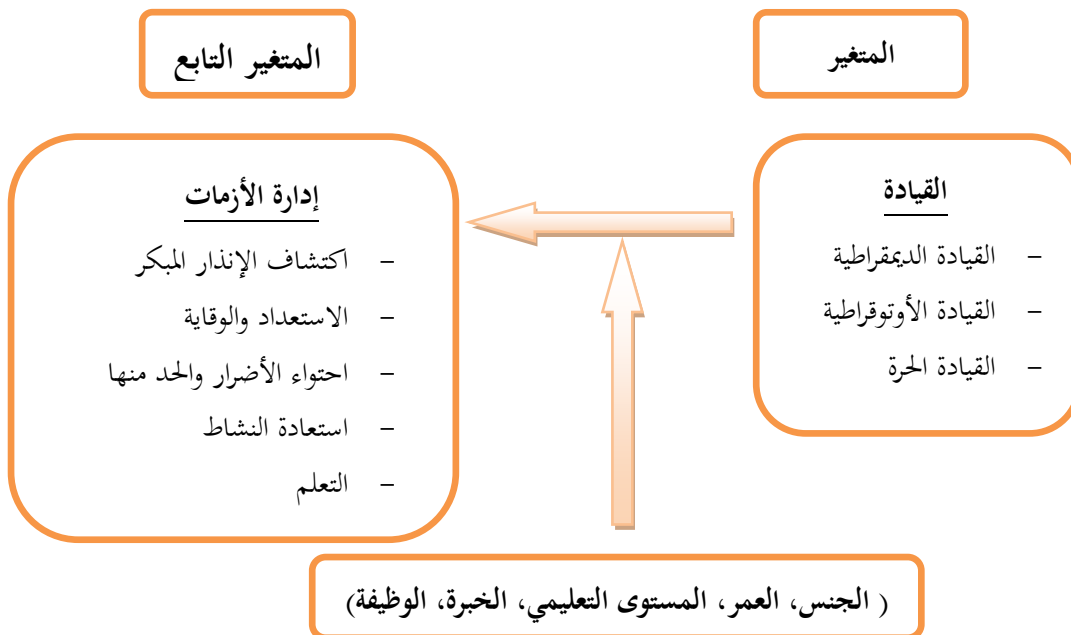 المتغير
المتغير التابع
القيادة
- القيادة الديمقراطية
- القيادة الأوتوقراطية
- القيادة الحرة
إدارة الأزمات
- اكتشاف الإنذار المبكر
- الاستعداد والوقاية
- احتواء الأضرار والحد منها
- استعادة النشاط
- التعلم
( الجنس، العمر، المستوى التعليمي، الخبرة، الوظيفة)